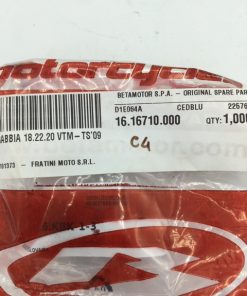 motorcycle
BETAMOTOR S.P.A. - ORIGINAL SPARE PAR
D1E064A CEDBLU 22576
ABBIA 18.22.20 VTM-TS'09 16.16710.000 QTY: 1,000
C4
- FRATINI MOTO S.R.L.